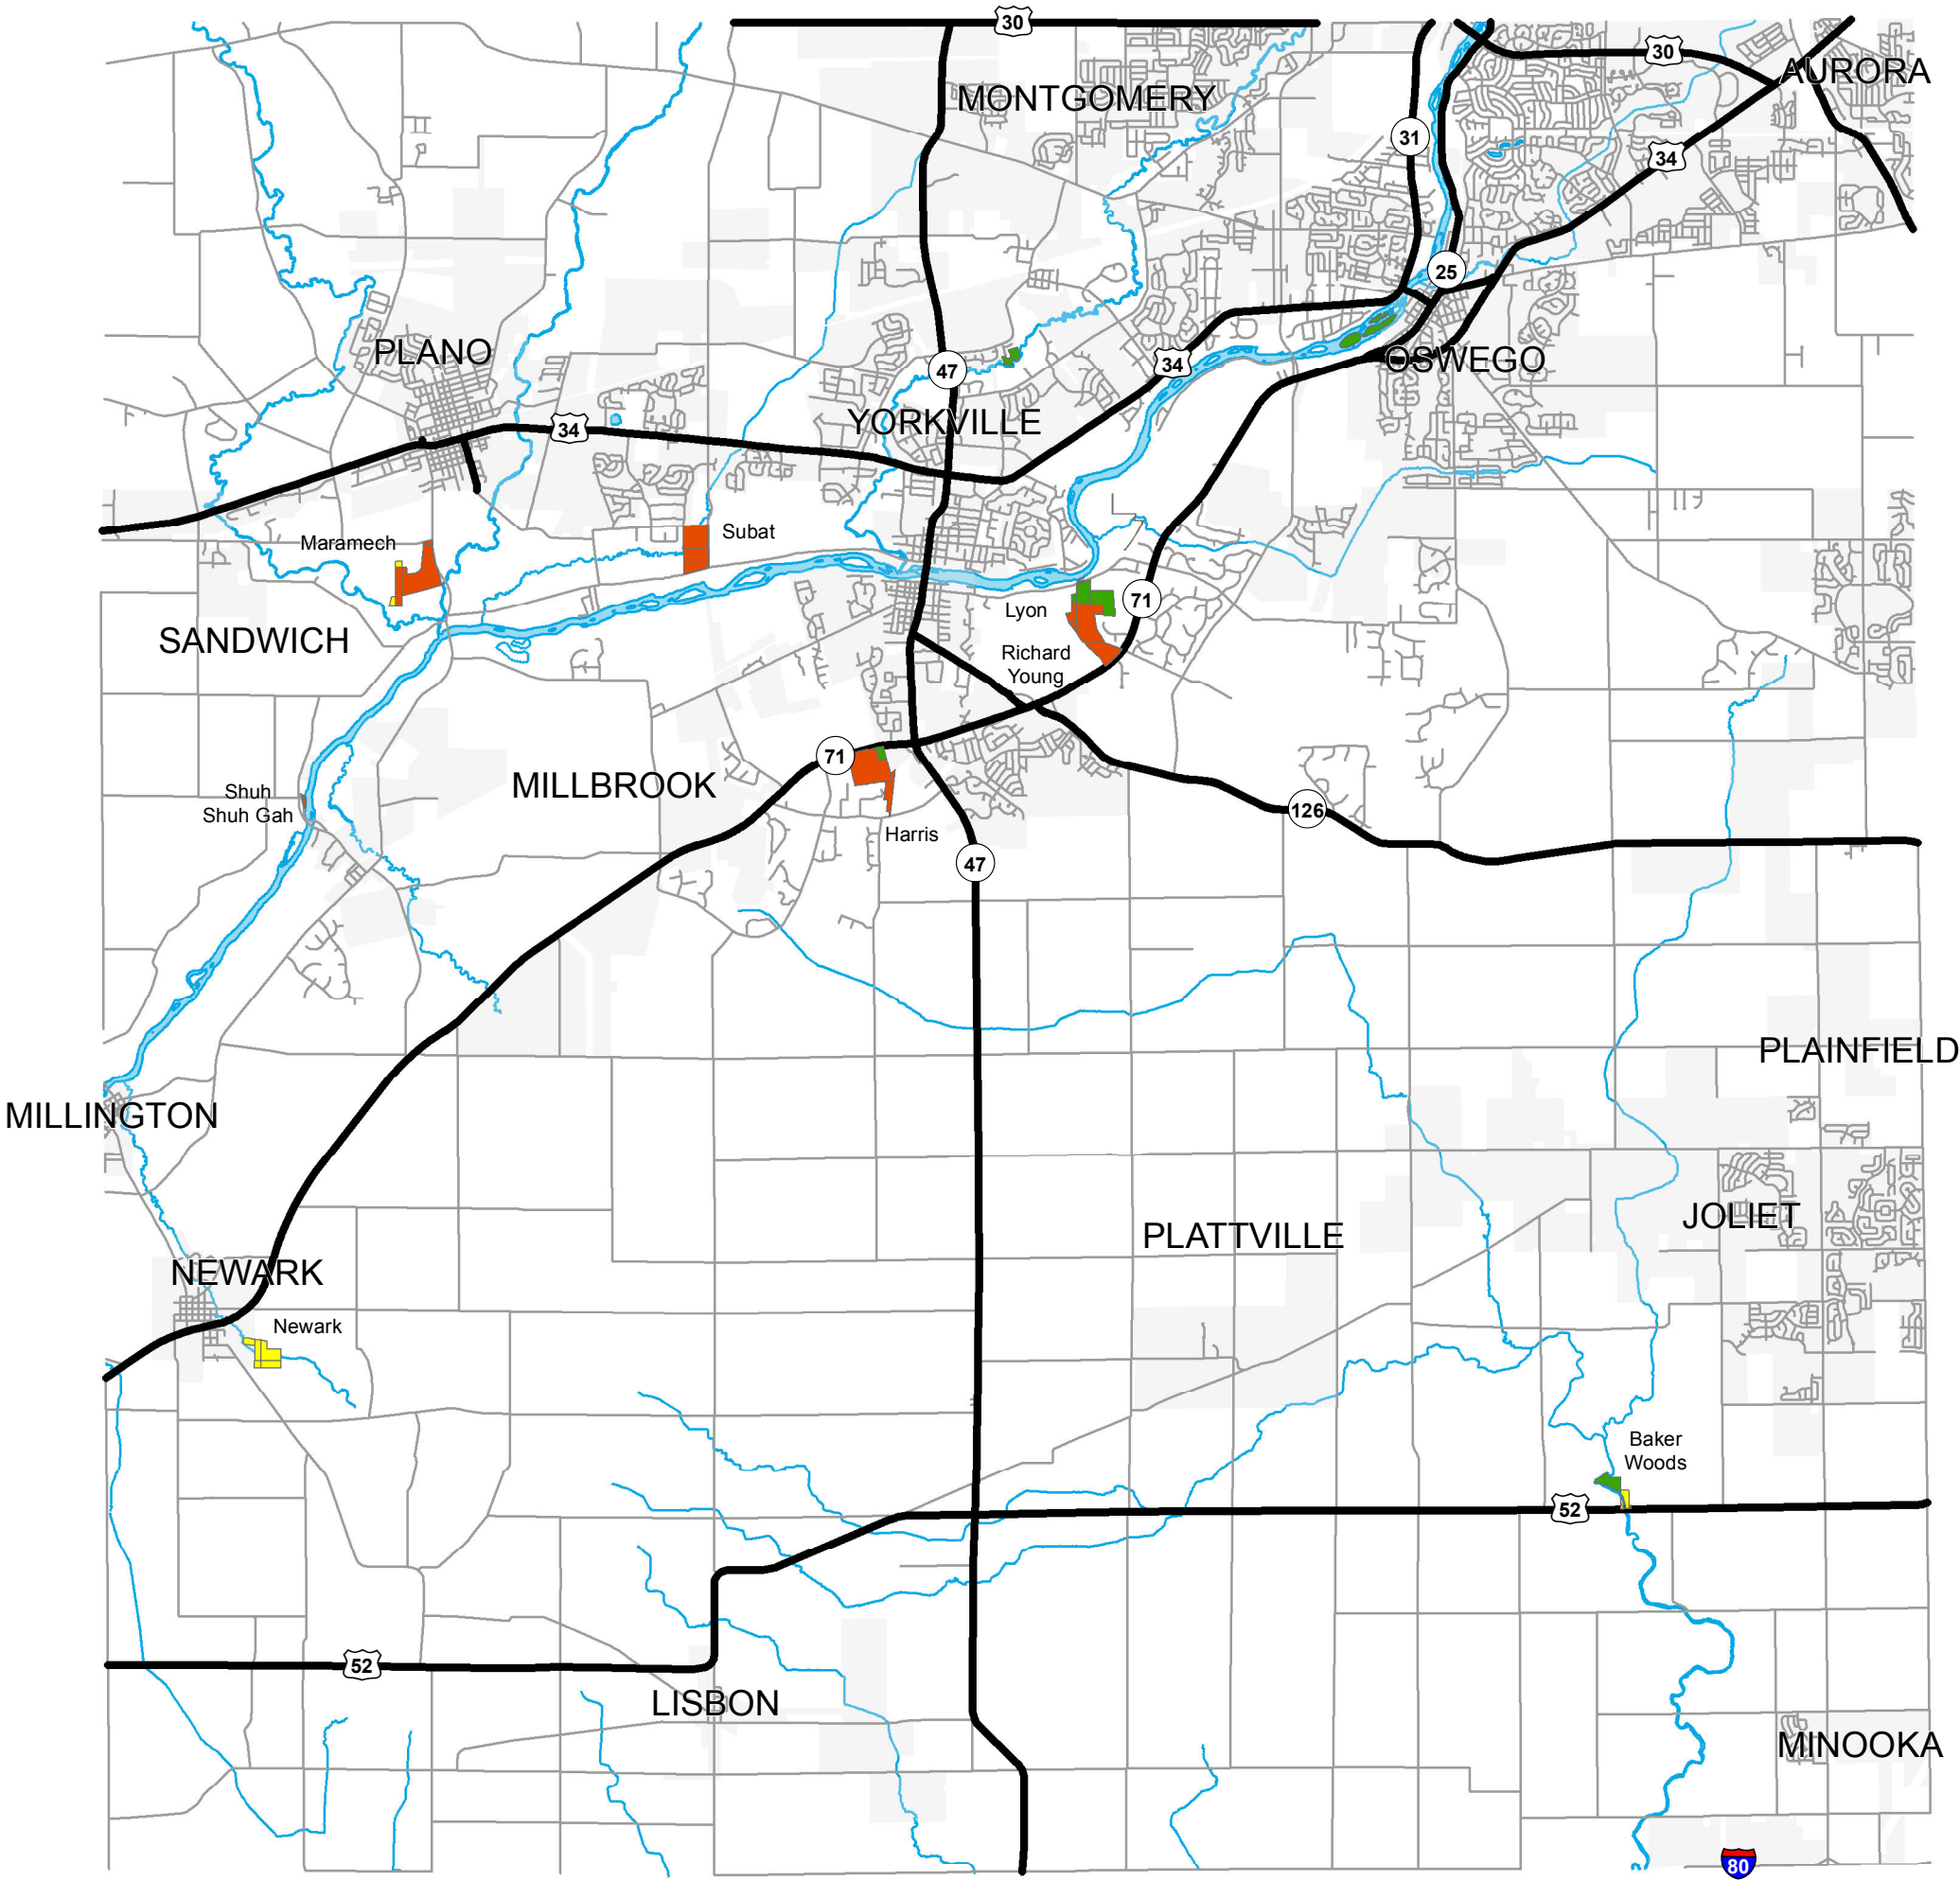 30
30
AURORA
MONTGOMERY
31
34
25
PLANO
47
34
OSWEGO
YORKVILLE
34
Subat
Maramech
Lyon
71
SANDWICH
Richard
Young
71
MILLBROOK
Shuh
Shuh Gah
126
Harris
47
PLAINFIELD
MILLINGTON
JOLIET
PLATTVILLE
NEWARK
Newark
Baker
Woods
52
52
LISBON
MINOOKA
80